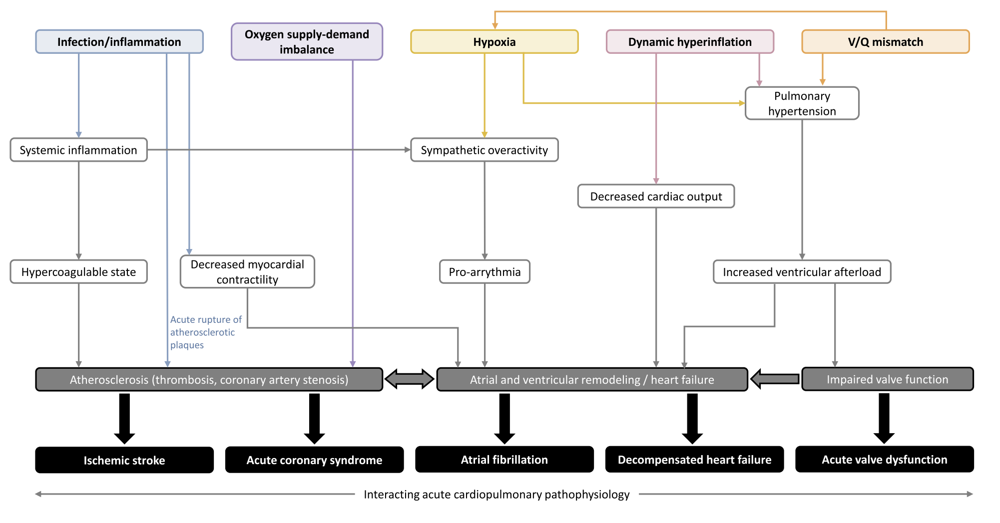 Infection/inflammation
Oxygen supply-demand
imbalance
Hypoxia
Dynamic hyperinflation
V/Q mismatch
Pulmonary
hypertension
Systemic inflammation
Sympathetic overactivity
Decreased cardiac output
Hypercoagulable state
Decreased myocardial
contractility
Pro-arrythmia
Increased ventricular afterload
Acute rupture of
atherosclerotic
plaques
Atherosclerosis (thrombosis, coronary artery stenosis)
Atrial and ventricular remodeling / heart failure
Impaired valve function
Ischemic stroke
Acute coronary syndrome
Atrial fibrillation
Decompensated heart failure
Acute valve dysfunction
Interacting acute cardiopulmonary pathophysiology